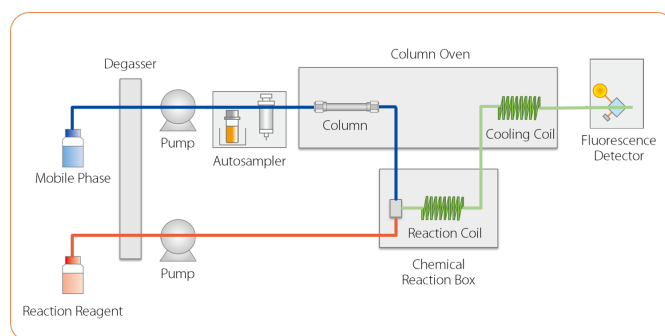 Column Oven
Degasser
Column
Cooling Coil
Pump
Autosampler
Fluorescence
Detector
Mobile Phase
Reaction Coil
Pump
Chemical
Reaction Box
Reaction Reagent